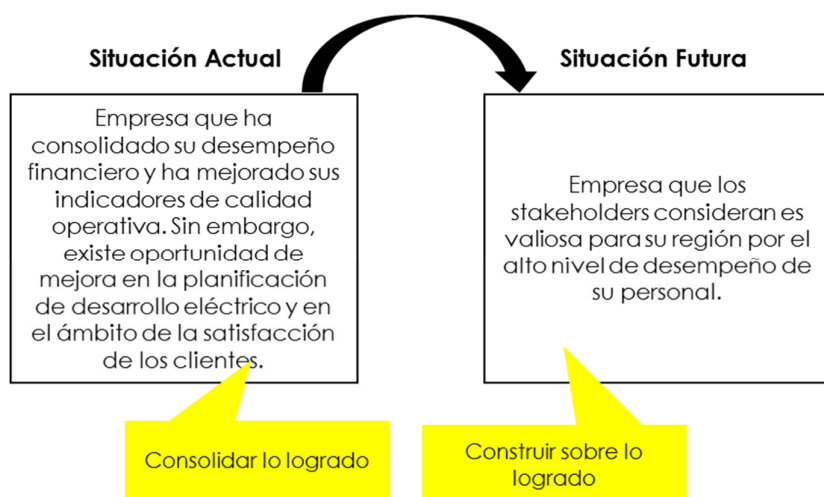 Situación Actual
Situación Futura
Empresa que ha
consolidado su desempeño
financiero y ha mejorado sus
indicadores de calidad
operativa. Sin embargo,
existe oportunidad de
mejora en la planificación
de desarrollo eléctrico y en
el ámbito de la satisfacción
de los clientes.
Empresa que los
stakeholders consideran es
valiosa para su región por el
alto nivel de desempeño de
su personal.
Consolidar lo logrado
Construir sobre lo
logrado